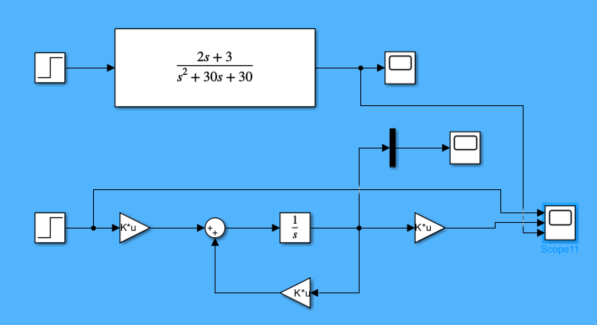 2s + 3
s² + 30s + 30
K*u
+
+
1
s
K*u
K*u
Scope11